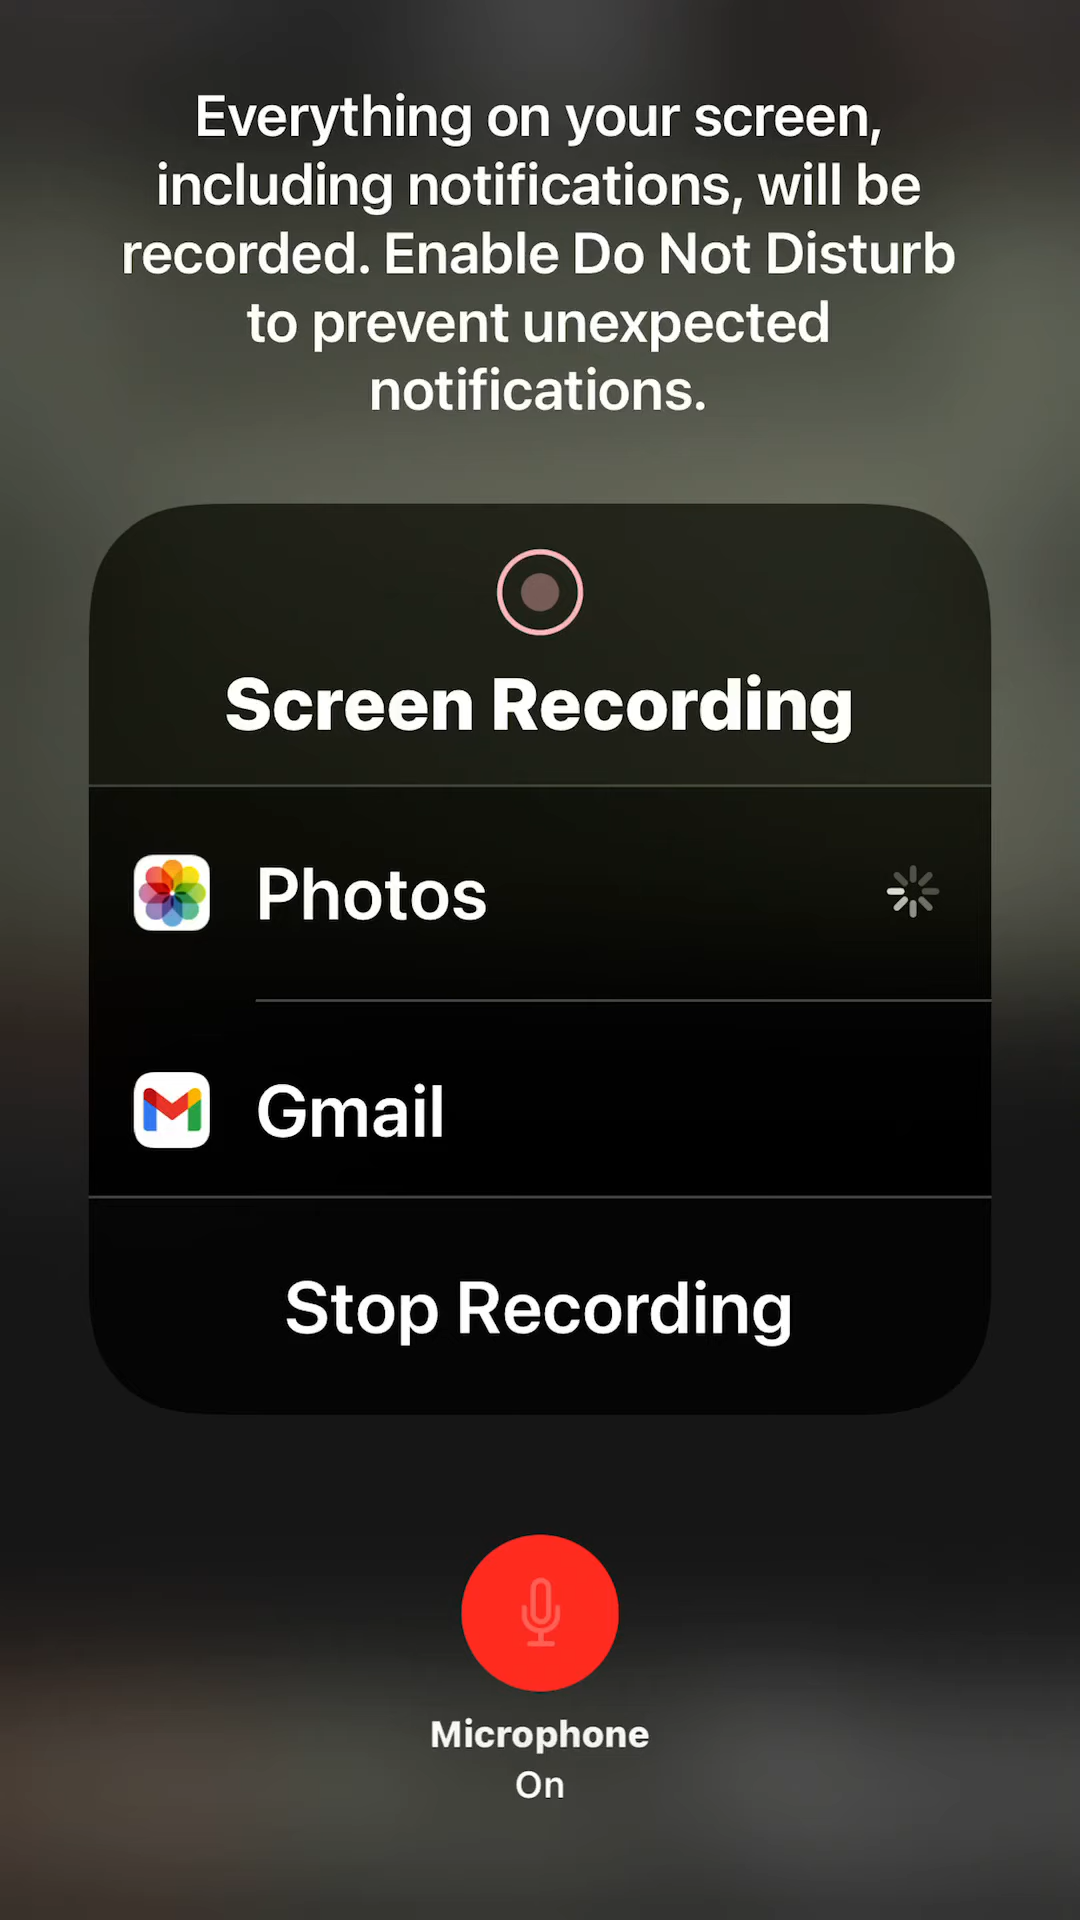 Everything on your screen,
including notifications, will be
recorded. Enable Do Not Disturb
to prevent unexpected
notifications.
Screen Recording
Photos
Gmail
Stop Recording
Microphone
On